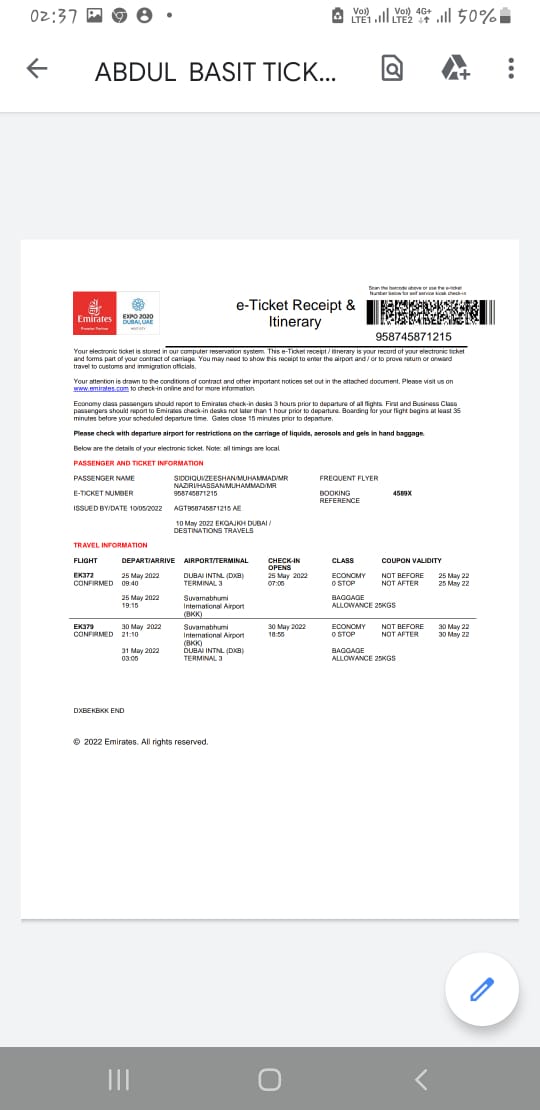 02:37
Vo)) LTE1 Vo)) LTE2 4G+ 50%
ABDUL BASIT TICK...
Scan the barcode above or use the e-ticket
Number below for self service kiosk check-in
Emirates
EXPO 2020
DUBAI, UAE
e-Ticket Receipt &
Itinerary
958745871215
Your electronic ticket is stored in our computer reservation system. This e-Ticket receipt / itinerary is your record of your electronic ticket
and forms part of your contract of carriage. You may need to show this receipt to enter the airport and / or to prove return or onward
travel to customs and immigration officials.
Your attention is drawn to the conditions of contract and other important notices set out in the attached document. Please visit us on
www.emirates.com to check-in online and for more information.
Economy class passengers should report to Emirates check-in desks 3 hours prior to departure of all flights. First and Business Class
passengers should report to Emirates check-in desks not later than 1 hour prior to departure. Boarding for your flight begins at least 35
minutes before your scheduled departure time. Gates close 15 minutes prior to departure.
Please check with departure airport for restrictions on the carriage of liquids, aerosols and gels in hand baggage.
Below are the details of your electronic ticket. Note: all timings are local.
PASSENGER AND TICKET INFORMATION
PASSENGER NAME SIDDIQUI/ZEESHAN/MUHAMMAD/MR FREQUENT FLYER
NAZIRI/HASSAN/MUHAMMAD/MR
E-TICKET NUMBER 958745871215 BOOKING 4589X
REFERENCE
ISSUED BY/DATE 10/05/2022 AGT958745871215 AE
10 May 2022 EKQAJKH DUBAI /
DESTINATIONS TRAVELS
TRAVEL INFORMATION
FLIGHT DEPART/ARRIVE AIRPORT/TERMINAL CHECK-IN CLASS COUPON VALIDITY
OPENS
EK372 25 May 2022 DUBAI INTNL (DXB) 25 May 2022 ECONOMY NOT BEFORE 25 May 22
CONFIRMED 09:40 TERMINAL 3 07:05 0 STOP NOT AFTER 25 May 22
25 May 2022 Suvarnabhumi BAGGAGE
19:15 International Airport ALLOWANCE 25KGS
(BKK)
EK379 30 May 2022 Suvarnabhumi 30 May 2022 ECONOMY NOT BEFORE 30 May 22
CONFIRMED 21:10 International Airport 18:55 0 STOP NOT AFTER 30 May 22
(BKK)
31 May 2022 DUBAI INTNL (DXB) BAGGAGE
03:05 TERMINAL 3 ALLOWANCE 25KGS
DXBEKBKK END
© 2022 Emirates. All rights reserved.